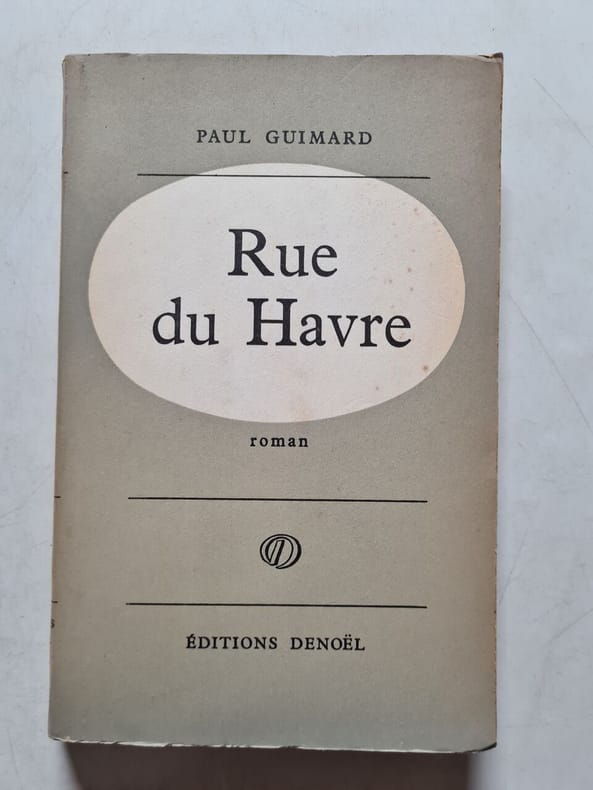 PAUL GUIMARD
Rue
du Havre
roman
ÉDITIONS DENOËL